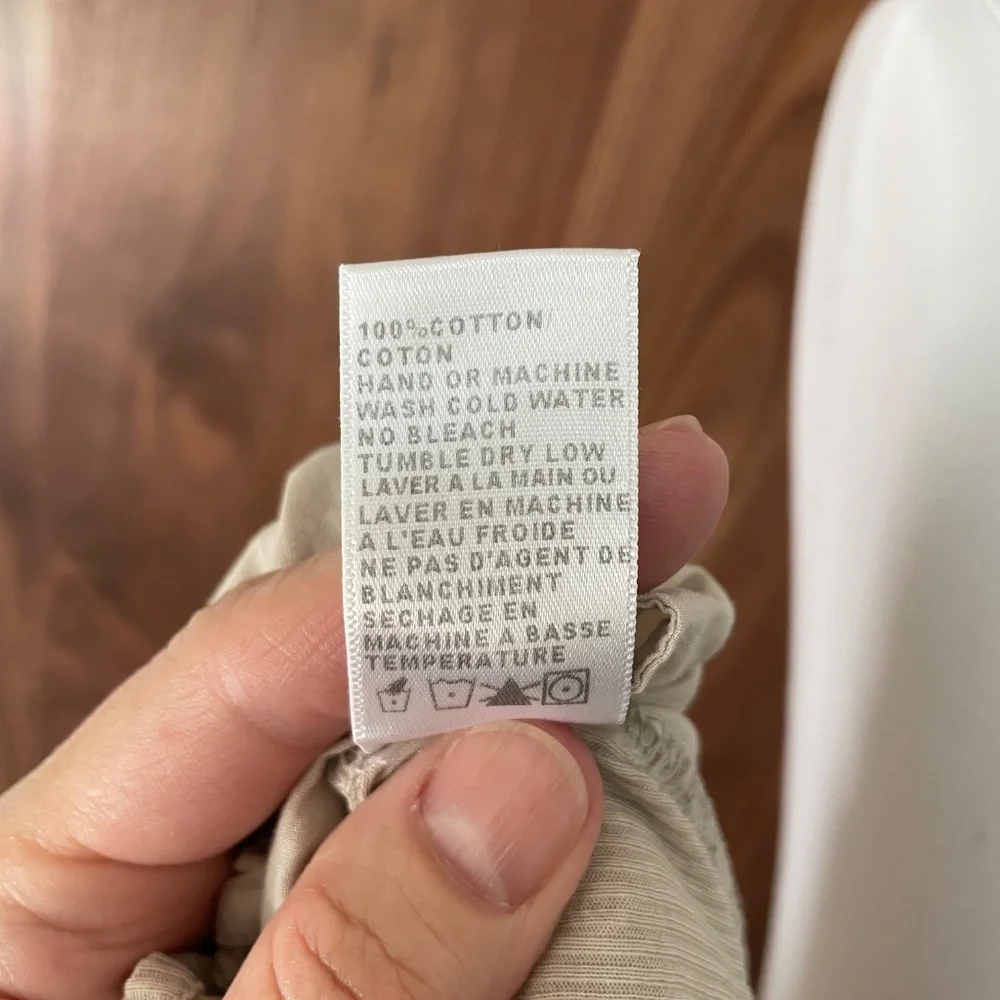 100%COTTON/
COTON
HAND OR MACHINE
WASH COLD WATER
NO BLEACH
TUMBLE DRY LOW
LAVER A LA MAIN OU
LAVER EN MACHINE
A L'EAU FROIDE
NE PAS D'AGENT DE
BLANCHIMENT
SECHAGE EN
MACHINE A BASSE
TEMPERATURE